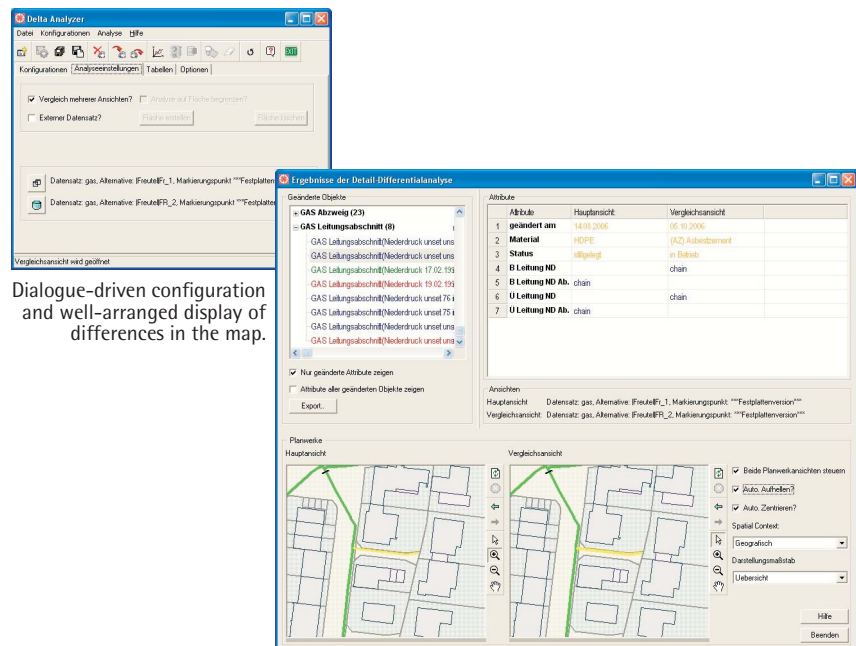 Delta Analyzer
Datei Konfigurationen Analyse Hilfe
Konfigurationen Analyseeinstellungen Tabellen Optionen
Vergleich mehrerer Ansichten? Analyse auf Fläche begrenzen?
Externer Datensatz? Fläche erstellen Fläche löschen
Datensatz: gas, Alternative: |Freutel|Fr_1, Markierungspunkt ***Festplatten
Datensatz: gas, Alternative: |Freutel|FR_2, Markierungspunkt ***Festplatte
Vergleichsansicht wird geöffnet
Dialogue-driven configuration
and well-arranged display of
differences in the map.
Ergebnisse der Detail-Differentialanalyse
Geänderte Objekte
GAS Abzweig (23)
GAS Leitungsabschnitt (8)
GAS Leitungsabschnitt(Niederdruck unset uns
GAS Leitungsabschnitt(Niederdruck unset uns
GAS Leitungsabschnitt(Niederdruck 17.02.199
GAS Leitungsabschnitt(Niederdruck 19.02.199
GAS Leitungsabschnitt(Niederdruck unset 76 i
GAS Leitungsabschnitt(Niederdruck unset 75 i
GAS Leitungsabschnitt(Niederdruck unset uns
GAS Leitungsabschnitt(Niederdruck unset uns
Nur geänderte Attribute zeigen
Attribute aller geänderten Objekte zeigen
Export..
Attribute
Attribute Hauptansicht Vergleichsansicht
1 geändert am 14.08.2006 05.10.2006
2 Material HDPE (AZ) Asbestzement
3 Status stillgelegt in Betrieb
4 B Leitung ND chain
5 B Leitung ND Ab. chain
6 Ü Leitung ND chain
7 Ü Leitung ND Ab. chain
Ansichten
Hauptansicht Datensatz: gas, Alternative: |Freutel|Fr_1, Markierungspunkt: ***Festplattenversion***
Vergleichsansicht: Datensatz: gas, Alternative: |Freutel|FR_2, Markierungspunkt: ***Festplattenversion***
Planwerke
Hauptansicht Vergleichsansicht
Beide Planwerkansichten steuern
Auto. Aufhellen?
Auto. Zentrieren?
Spatial Context:
Geografisch
Darstellungsmaßstab
Uebersicht
Hilfe
Beenden